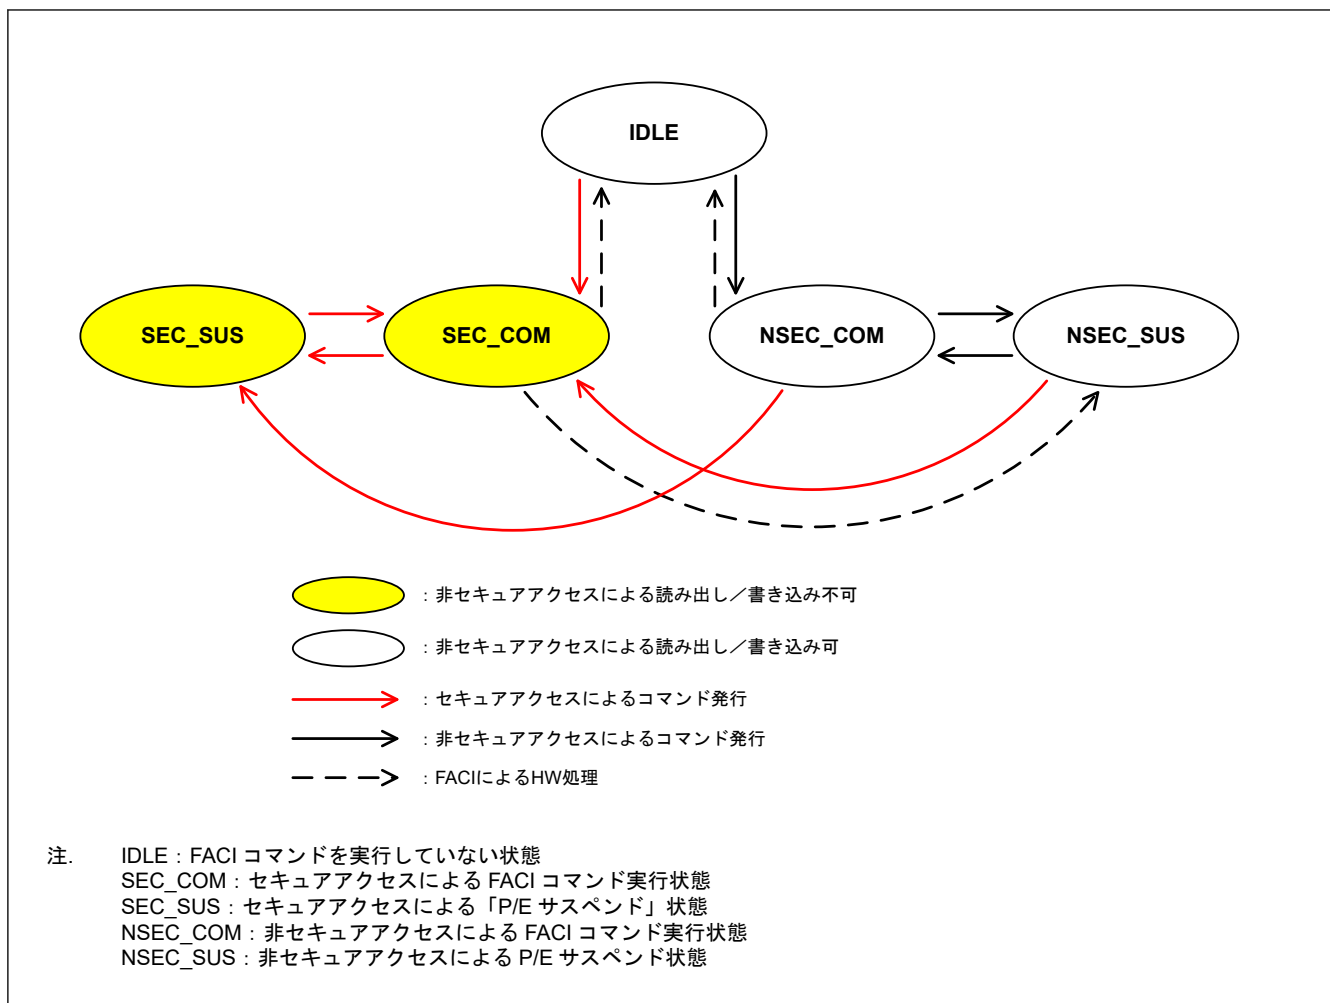 IDLE
SEC_SUS
SEC_COM
NSEC_COM
NSEC_SUS
：非セキュアアクセスによる読み出し／書き込み不可
：非セキュアアクセスによる読み出し／書き込み可
：セキュアアクセスによるコマンド発行
：非セキュアアクセスによるコマンド発行
：FACIによるHW処理
注. IDLE：FACI コマンドを実行していない状態
SEC_COM：セキュアアクセスによる FACI コマンド実行状態
SEC_SUS：セキュアアクセスによる「P/E サスペンド」状態
NSEC_COM：非セキュアアクセスによる FACI コマンド実行状態
NSEC_SUS：非セキュアアクセスによる P/E サスペンド状態